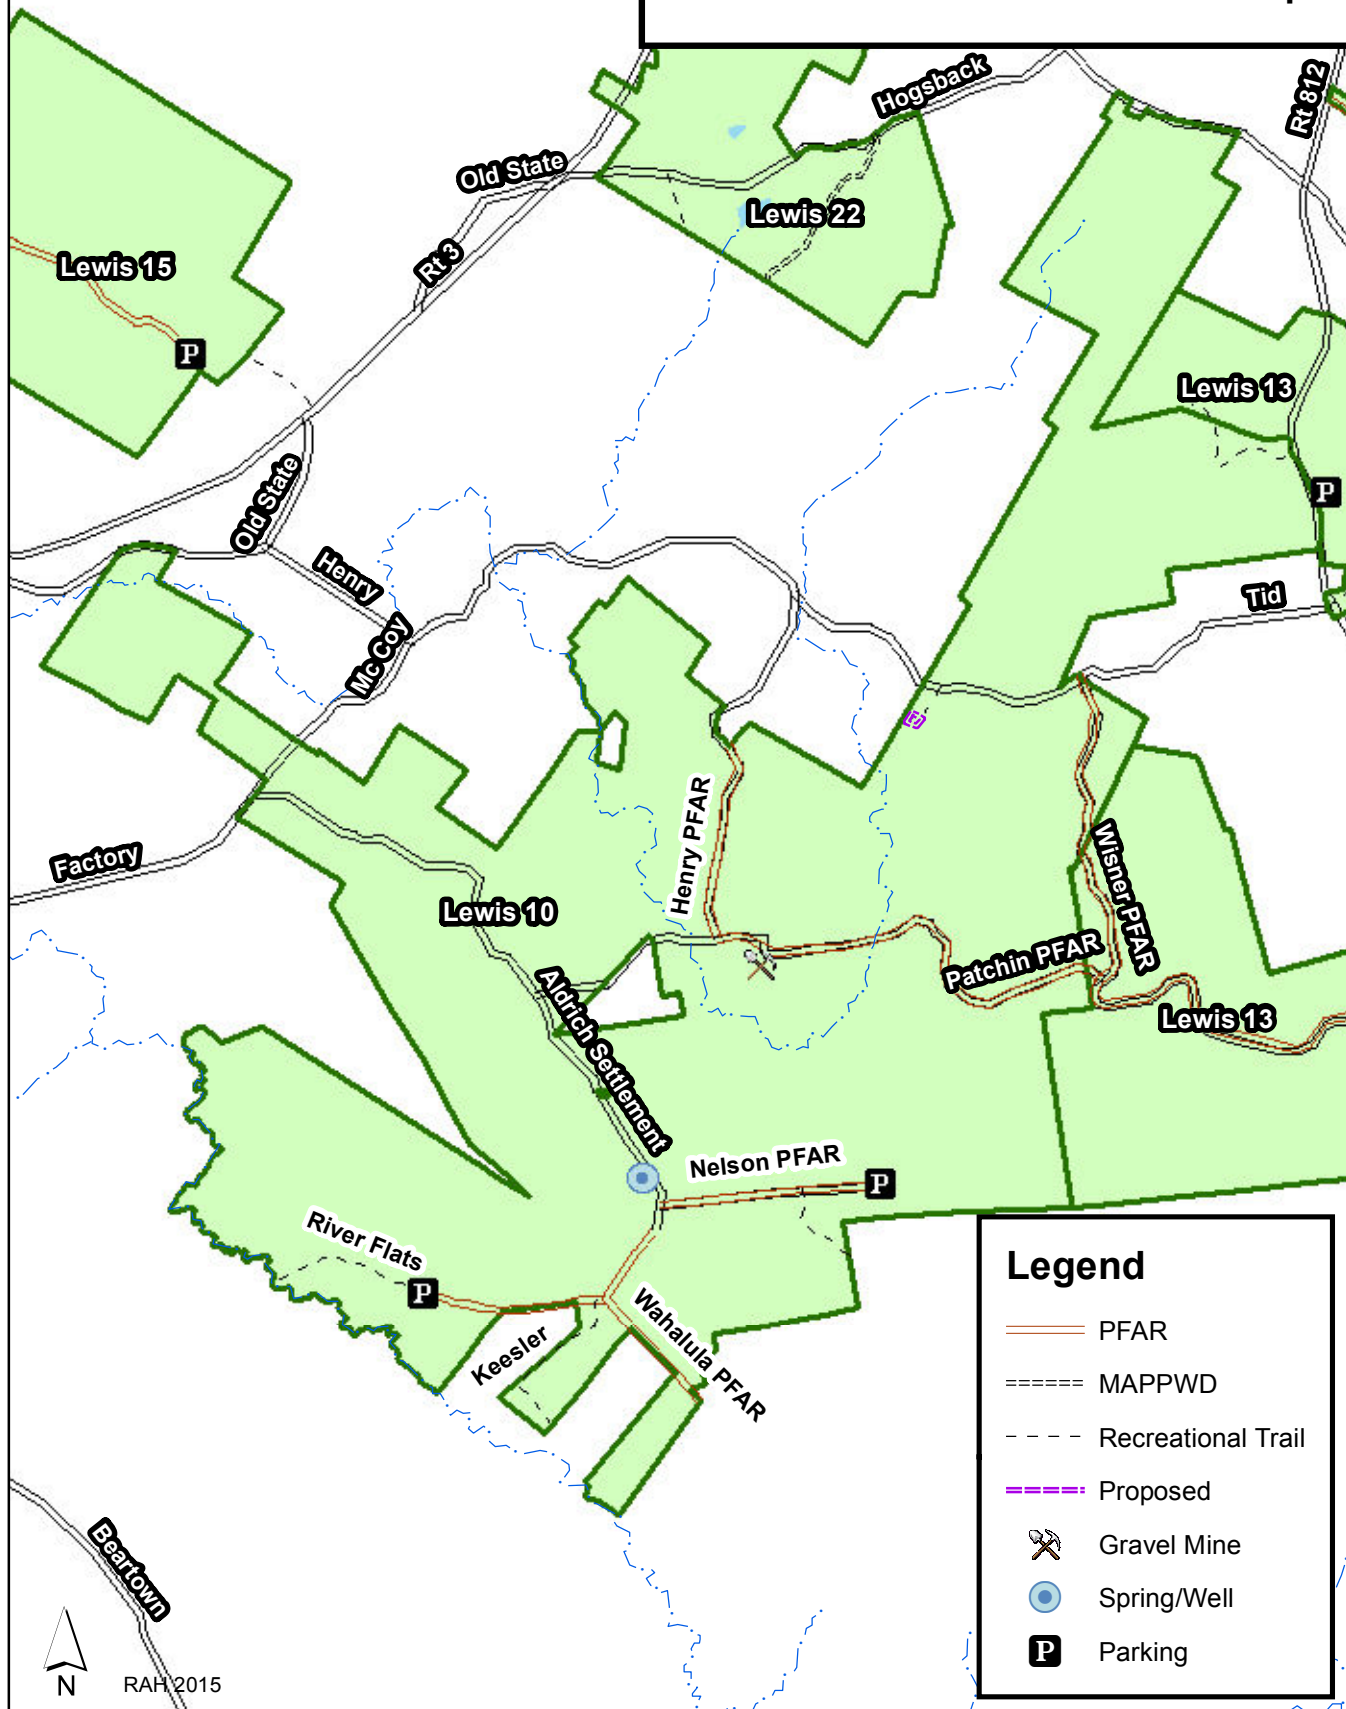 Hogsback
Rt 812
Old State
Lewis 22
Rt 3
Lewis 15
P
Lewis 13
P
Old State
Henry
Tid
Mc Coy
Factory
Henry PFAR
Wisner PFAR
Lewis 10
Patchin PFAR
Aldrich Settlement
Lewis 13
Nelson PFAR
P
River Flats
P
Wahalula PFAR
Keesler
Legend
PFAR
MAPPWD
Recreational Trail
Proposed
Gravel Mine
Spring/Well
P Parking
Beartown
N
RAH 2015